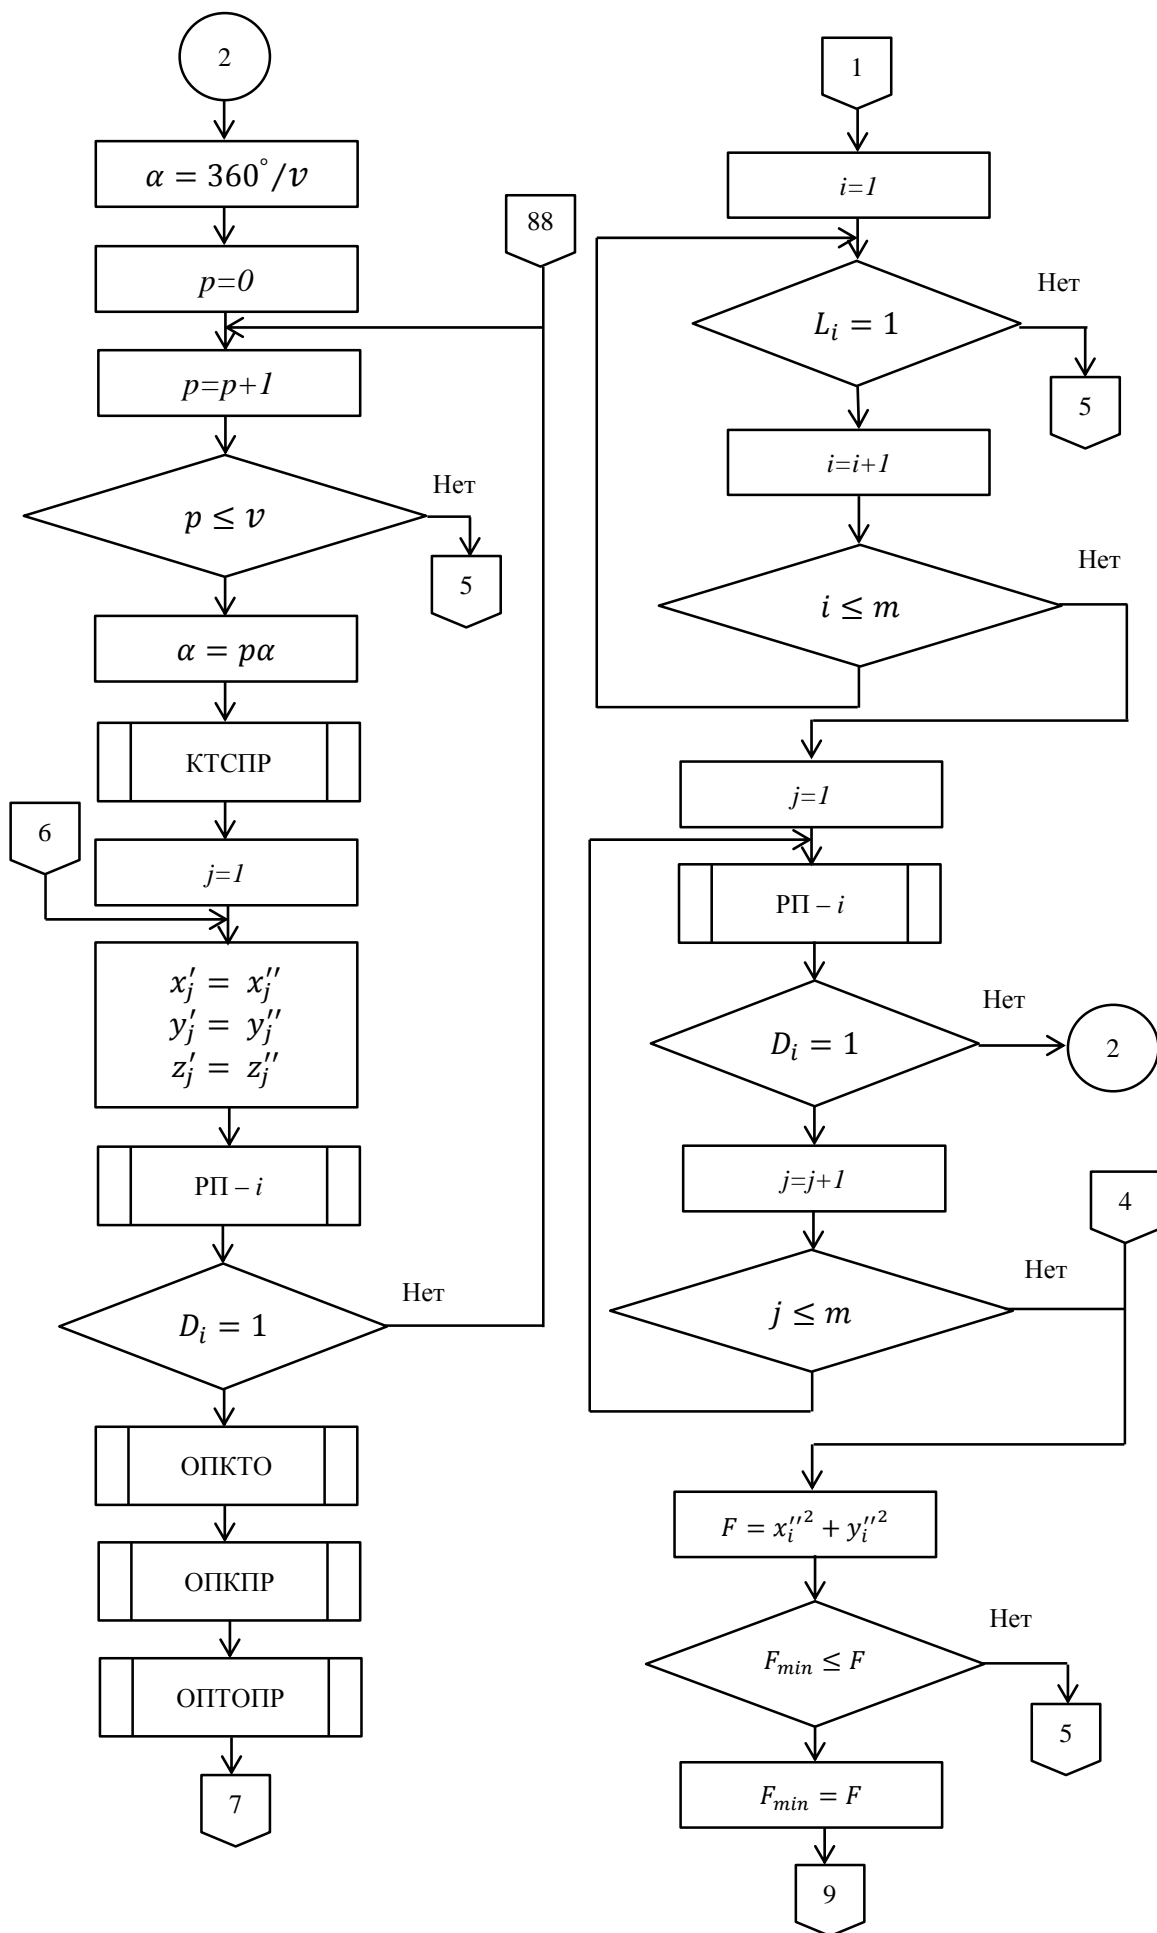 2
α = 360°/v
p=0
88
p=p+1
p ≤ v
Нет
5
α = pα
КТСПР
6
j=1
x′j = x″j
y′j = y″j
z′j = z″j
РП – i
Di = 1
Нет
ОПКТО
ОПКПР
ОПТОПР
7
1
i=1
Li = 1
Нет
5
i=i+1
i ≤ m
Нет
j=1
РП – i
Di = 1
Нет
2
j=j+1
4
j ≤ m
Нет
F = x″i² + y″i²
Fmin ≤ F
Нет
5
Fmin = F
9